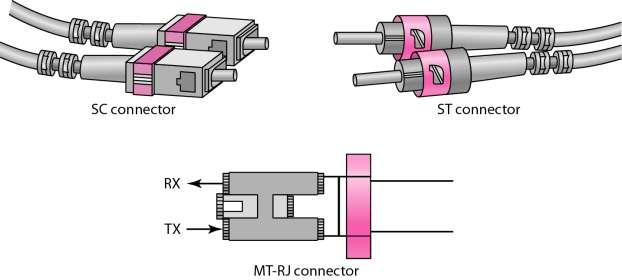 SC connector
ST connector
RX
TX
MT-RJ connector